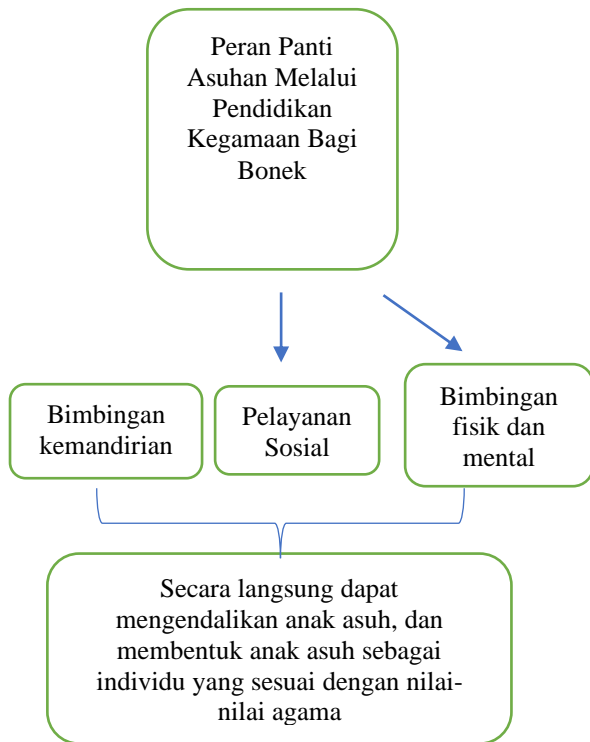 Peran Panti
Asuhan Melalui
Pendidikan
Kegamaan Bagi
Bonek
Bimbingan
kemandirian
Pelayanan
Sosial
Bimbingan
fisik dan
mental
Secara langsung dapat
mengendalikan anak asuh, dan
membentuk anak asuh sebagai
individu yang sesuai dengan nilai-
nilai agama